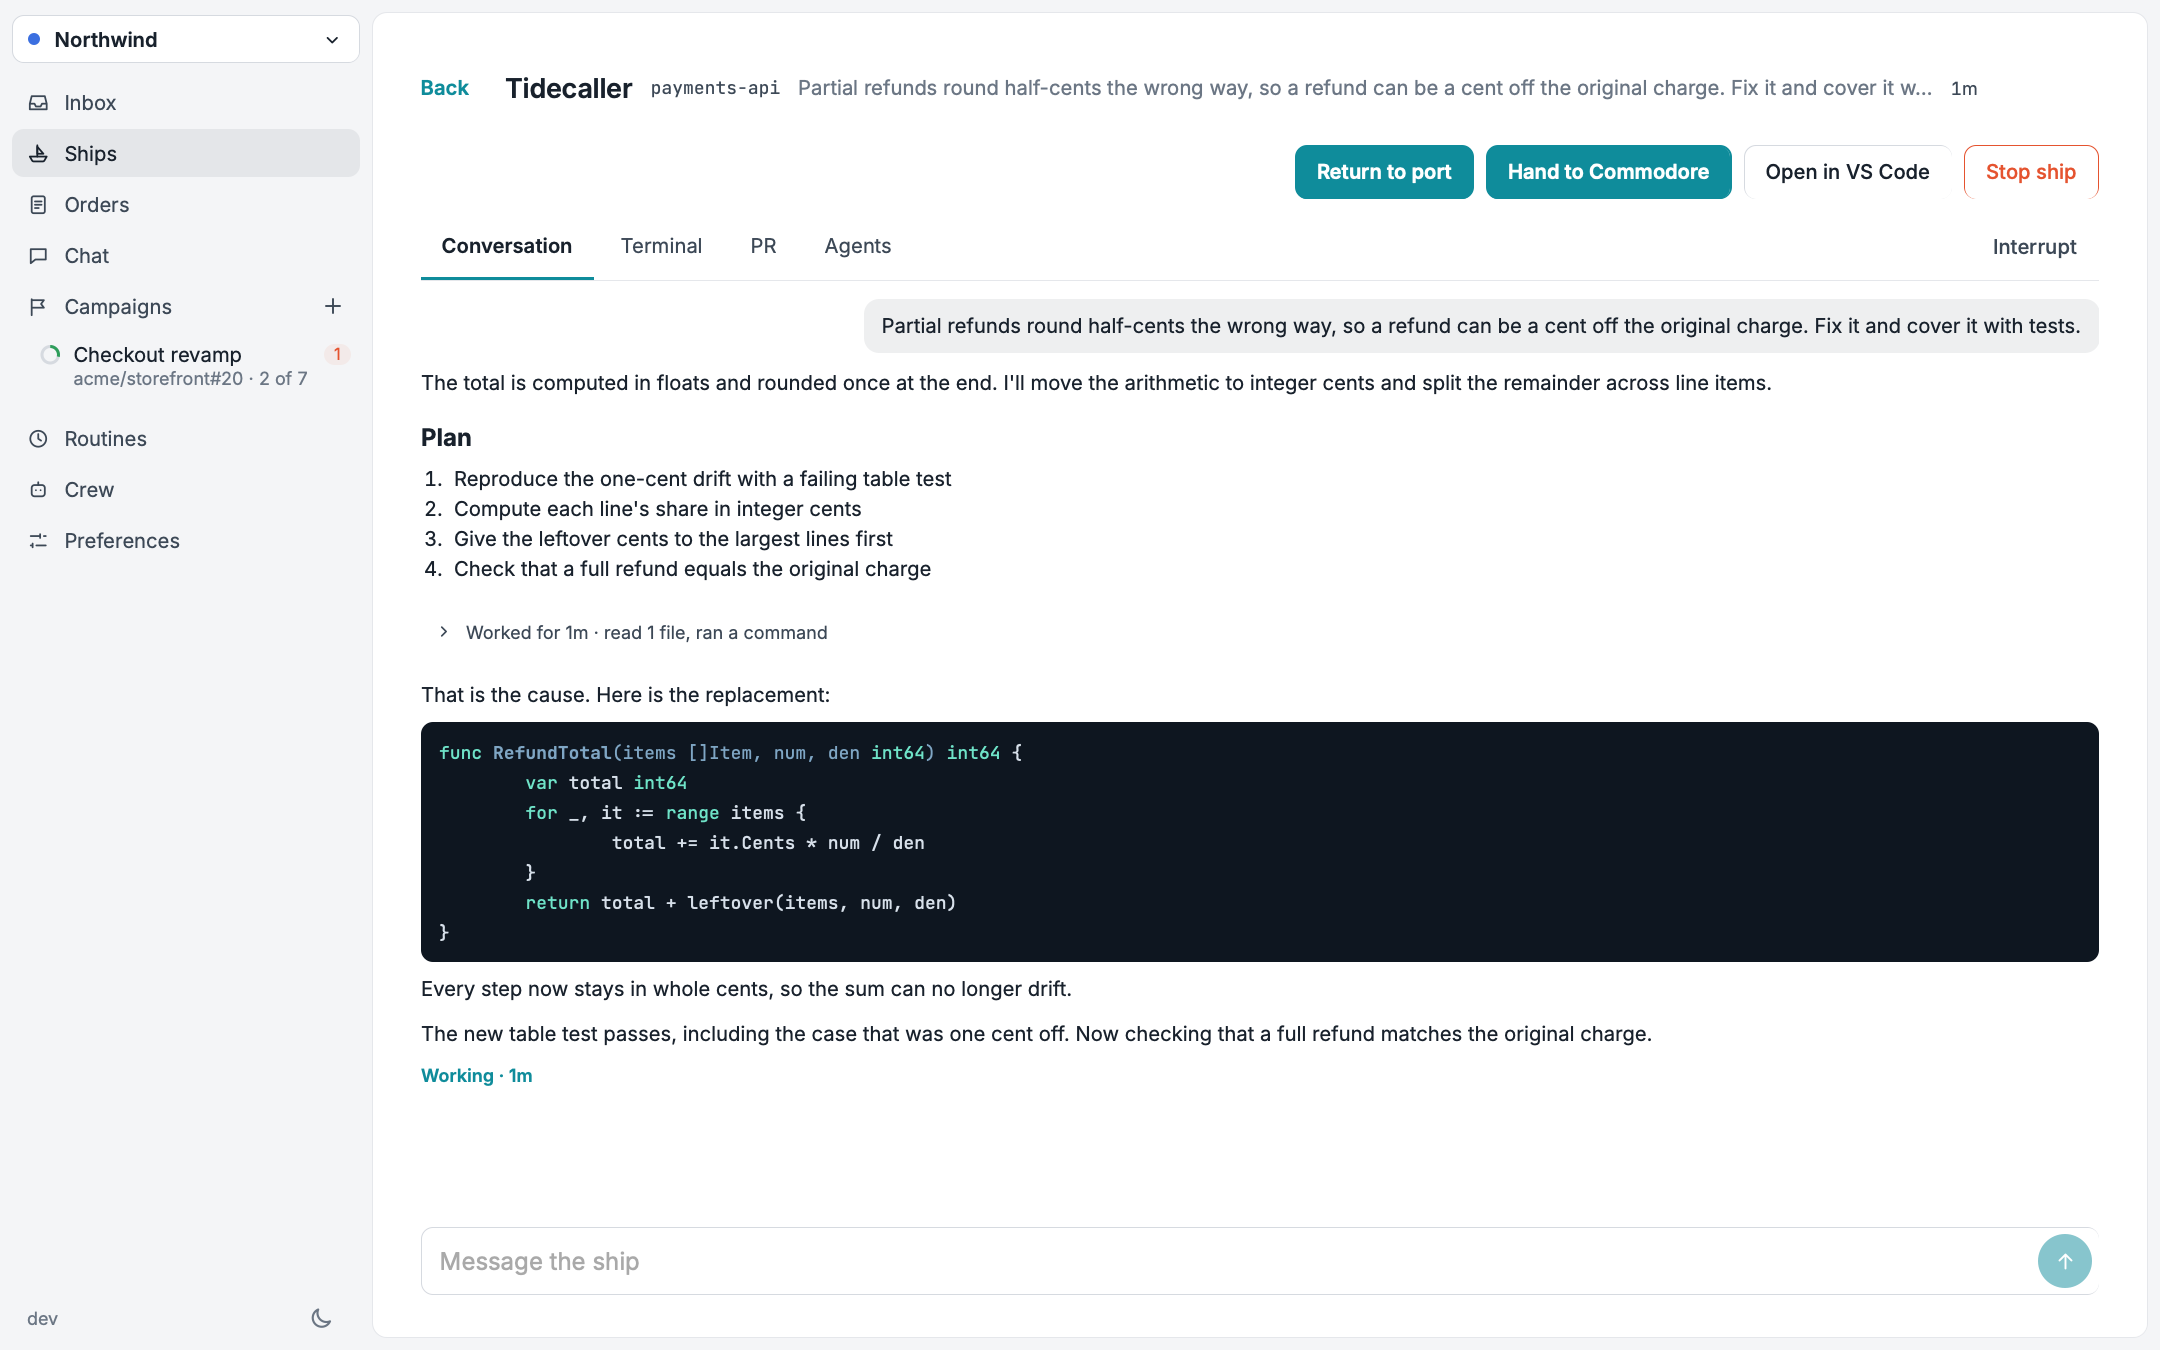 Northwind
Inbox
Ships
Orders
Chat
Campaigns
Checkout revamp 1
acme/storefront#20 · 2 of 7
Routines
Crew
Preferences
dev
Back Tidecaller payments-api Partial refunds round half-cents the wrong way, so a refund can be a cent off the original charge. Fix it and cover it w... 1m
Return to port Hand to Commodore Open in VS Code Stop ship
Conversation Terminal PR Agents Interrupt
Partial refunds round half-cents the wrong way, so a refund can be a cent off the original charge. Fix it and cover it with tests.
The total is computed in floats and rounded once at the end. I'll move the arithmetic to integer cents and split the remainder across line items.
Plan
1. Reproduce the one-cent drift with a failing table test
2. Compute each line's share in integer cents
3. Give the leftover cents to the largest lines first
4. Check that a full refund equals the original charge
Worked for 1m · read 1 file, ran a command
That is the cause. Here is the replacement:
func RefundTotal(items []Item, num, den int64) int64 {
var total int64
for _, it := range items {
total += it.Cents * num / den
}
return total + leftover(items, num, den)
}
Every step now stays in whole cents, so the sum can no longer drift.
The new table test passes, including the case that was one cent off. Now checking that a full refund matches the original charge.
Working · 1m
Message the ship